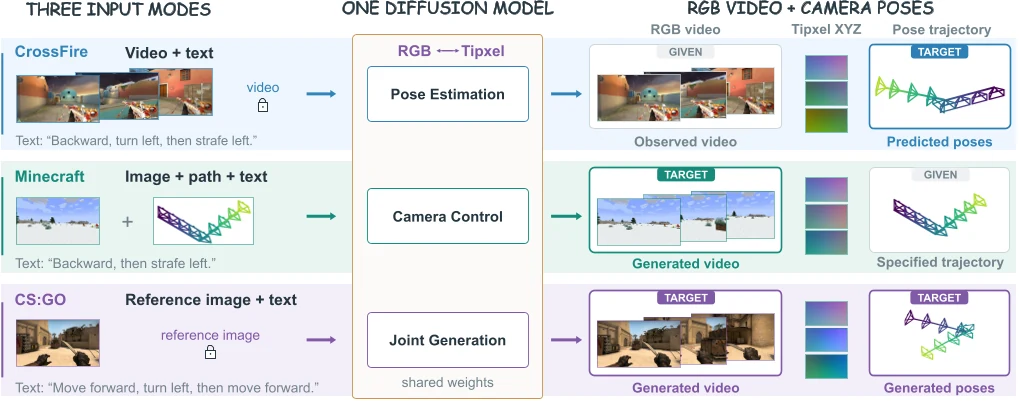 THREE INPUT MODES
ONE DIFFUSION MODEL
RGB VIDEO + CAMERA POSES
RGB video
Tipxel XYZ
Pose trajectory
CrossFire
Video + text
video
Text: “Backward, turn left, then strafe left.”
RGB ⟷ Tipxel
Pose Estimation
GIVEN
Observed video
TARGET
Predicted poses
Minecraft
Image + path + text
+
Text: “Backward, then strafe left.”
Camera Control
TARGET
Generated video
GIVEN
Specified trajectory
CS:GO
Reference image + text
reference image
Text: “Move forward, turn left, then move forward.”
Joint Generation
shared weights
TARGET
Generated video
TARGET
Generated poses